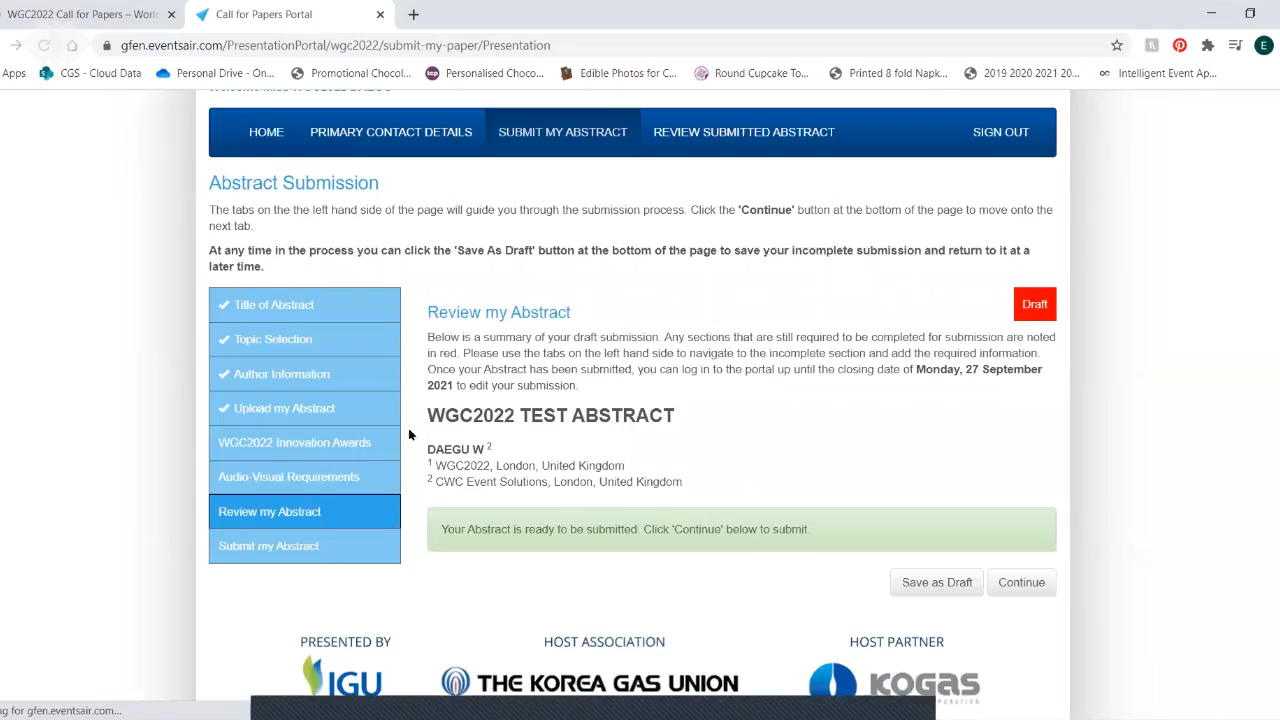 WGC2022 Call for Papers – Worl
Call for Papers Portal
gfen.eventsair.com/PresentationPortal/wgc2022/submit-my-paper/Presentation
E
Apps
CGS - Cloud Data
Personal Drive - On...
Promotional Chocol...
tcp
Personalised Choco...
Edible Photos for C...
Round Cupcake To...
Printed 8 fold Napk...
2019 2020 2021 20...
Intelligent Event Ap...
HOME
PRIMARY CONTACT DETAILS
SUBMIT MY ABSTRACT
REVIEW SUBMITTED ABSTRACT
SIGN OUT
Abstract Submission
The tabs on the the left hand side of the page will guide you through the submission process. Click the 'Continue' button at the bottom of the page to move onto the
next tab.
At any time in the process you can click the 'Save As Draft' button at the bottom of the page to save your incomplete submission and return to it at a
later time.
Title of Abstract
Topic Selection
Author Information
Upload my Abstract
WGC2022 Innovation Awards
Audio-Visual Requirements
Review my Abstract
Submit my Abstract
Draft
Review my Abstract
Below is a summary of your draft submission. Any sections that are still required to be completed for submission are noted
in red. Please use the tabs on the left hand side to navigate to the incomplete section and add the required information.
Once your Abstract has been submitted, you can log in to the portal up until the closing date of Monday, 27 September
2021 to edit your submission.
WGC2022 TEST ABSTRACT
DAEGU W 2
1 WGC2022, London, United Kingdom
2 CWC Event Solutions, London, United Kingdom
Your Abstract is ready to be submitted. Click 'Continue' below to submit.
Save as Draft
Continue
PRESENTED BY
HOST ASSOCIATION
HOST PARTNER
IGU
THE KOREA GAS UNION
KOGAS
ng for gfen.eventsair.com...